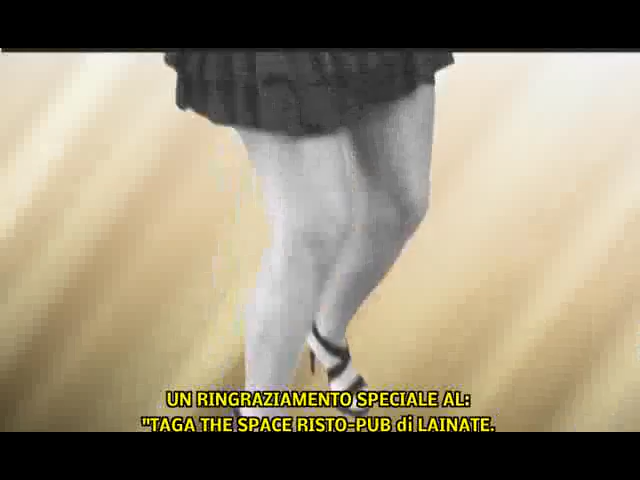 UN RINGRAZIAMENTO SPECIALE AL:
"TAGA THE SPACE RISTO-PUB di LAINATE.